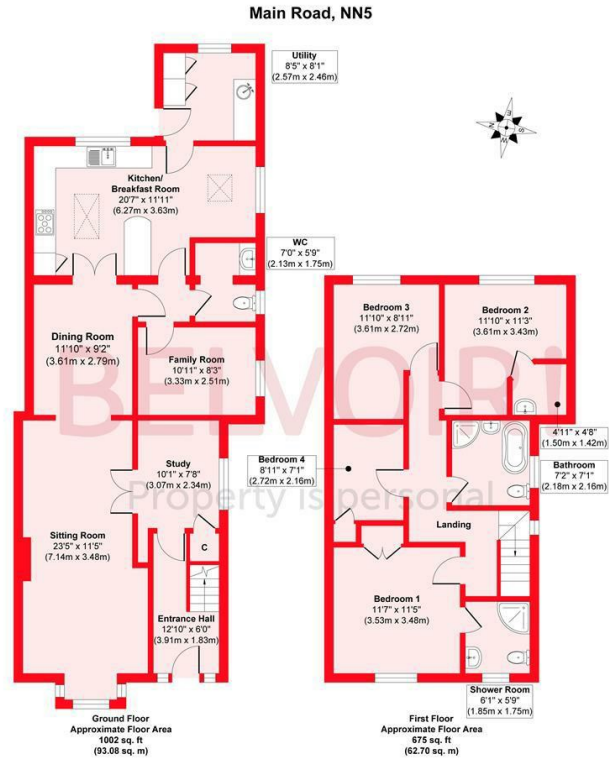 Main Road, NN5
Utility
8'5" x 8'1"
(2.57m x 2.46m)
Kitchen/
Breakfast Room
20'7" x 11'11"
(6.27m x 3.63m)
WC
7'0" x 5'9"
(2.13m x 1.75m)
Dining Room
11'10" x 9'2"
(3.61m x 2.79m)
Family Room
10'11" x 8'3"
(3.33m x 2.51m)
Study
10'1" x 7'8"
(3.07m x 2.34m)
C
Sitting Room
23'5" x 11'5"
(7.14m x 3.48m)
Entrance Hall
12'10" x 6'0"
(3.91m x 1.83m)
Ground Floor
Approximate Floor Area
1002 sq. ft
(93.08 sq. m)
E
S
W
N
Bedroom 3
11'10" x 8'11"
(3.61m x 2.72m)
Bedroom 2
11'10" x 11'3"
(3.61m x 3.43m)
4'11" x 4'8"
(1.50m x 1.42m)
Bedroom 4
8'11" x 7'1"
(2.72m x 2.16m)
Bathroom
7'2" x 7'1"
(2.18m x 2.16m)
Landing
Bedroom 1
11'7" x 11'5"
(3.53m x 3.48m)
Shower Room
6'1" x 5'9"
(1.85m x 1.75m)
First Floor
Approximate Floor Area
675 sq. ft
(62.70 sq. m)
BELVOIR!
Property is personal